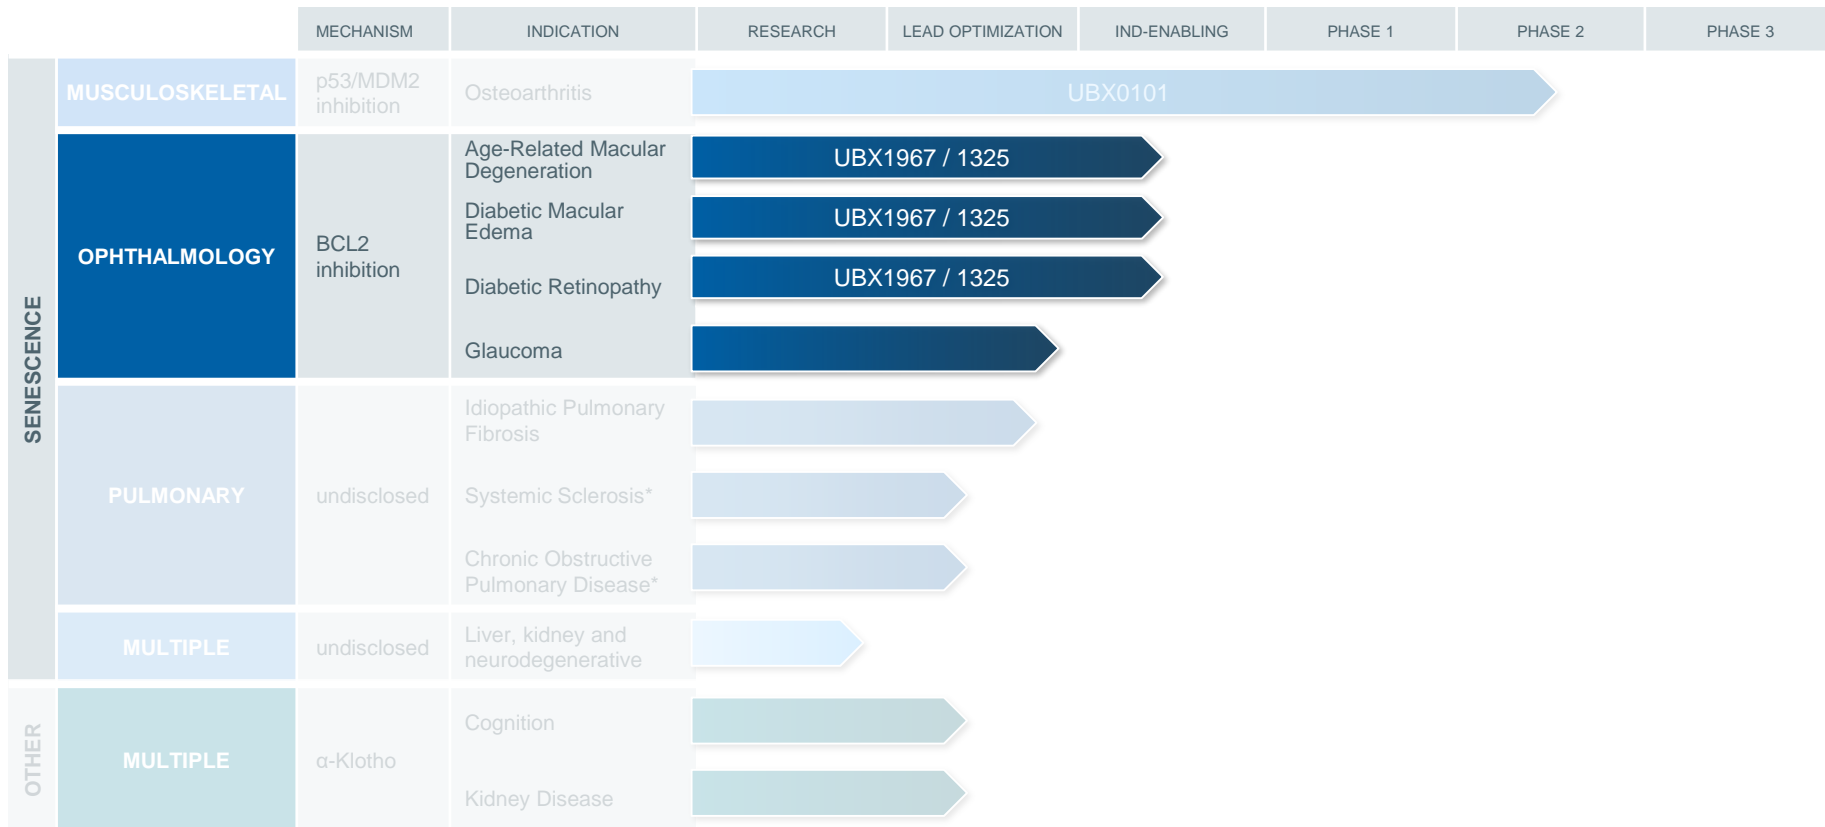 MECHANISM
INDICATION
RESEARCH
LEAD OPTIMIZATION
IND-ENABLING
PHASE 1
PHASE 2
PHASE 3
SENESCENCE
MUSCULOSKELETAL
p53/MDM2
inhibition
Osteoarthritis
UBX0101
OPHTHALMOLOGY
BCL2
inhibition
Age-Related Macular
Degeneration
UBX1967 / 1325
Diabetic Macular
Edema
UBX1967 / 1325
Diabetic Retinopathy
UBX1967 / 1325
Glaucoma
PULMONARY
undisclosed
Idiopathic Pulmonary
Fibrosis
Systemic Sclerosis*
Chronic Obstructive
Pulmonary Disease*
MULTIPLE
undisclosed
Liver, kidney and
neurodegenerative
OTHER
MULTIPLE
α-Klotho
Cognition
Kidney Disease